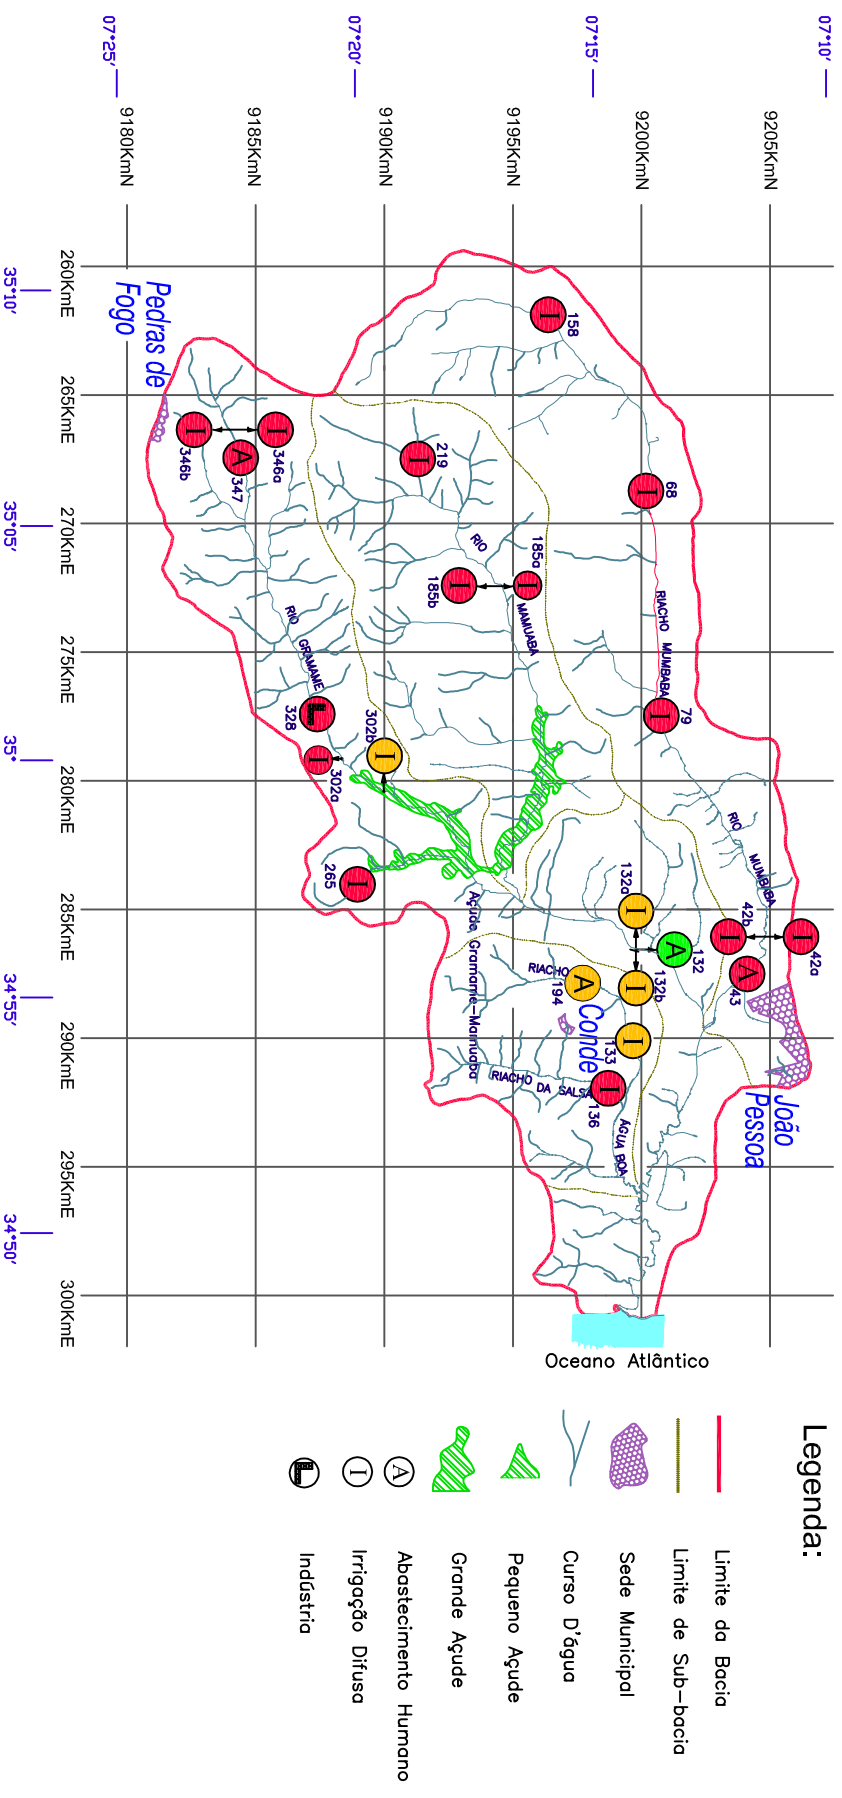 07°25'
07°20'
07°15'
07°10'
9180KmN
9185KmN
9190KmN
9195KmN
9200KmN
9205KmN
260KmE
265KmE
270KmE
275KmE
280KmE
285KmE
290KmE
295KmE
300KmE
35°10'
35°05'
35°
34°55'
34°50'
Pedras de
Fogo
João
Pessoa
Conde
I
158
I
68
I
79
I
219
I
185a
I
185b
I
346a
I
346b
A
347
L
328
I
302a
I
302b
I
265
I
132a
A
132
I
132b
I
133
I
136
A
194
I
42a
I
42b
A
43
RIO
MAMUABA
RIACHO MUMBABA
RIO
GRAMAME
RIO
MUMBABA
Açude Gramame-Mamuaba
RIACHO
RIACHO DA SALSA
ÁGUA BOA
Oceano Atlântico
Legenda:
Limite da Bacia
Limite de Sub-bacia
Sede Municipal
Curso D'água
Pequeno Açude
Grande Açude
A
Abastecimento Humano
I
Irrigação Difusa
L
Indústria